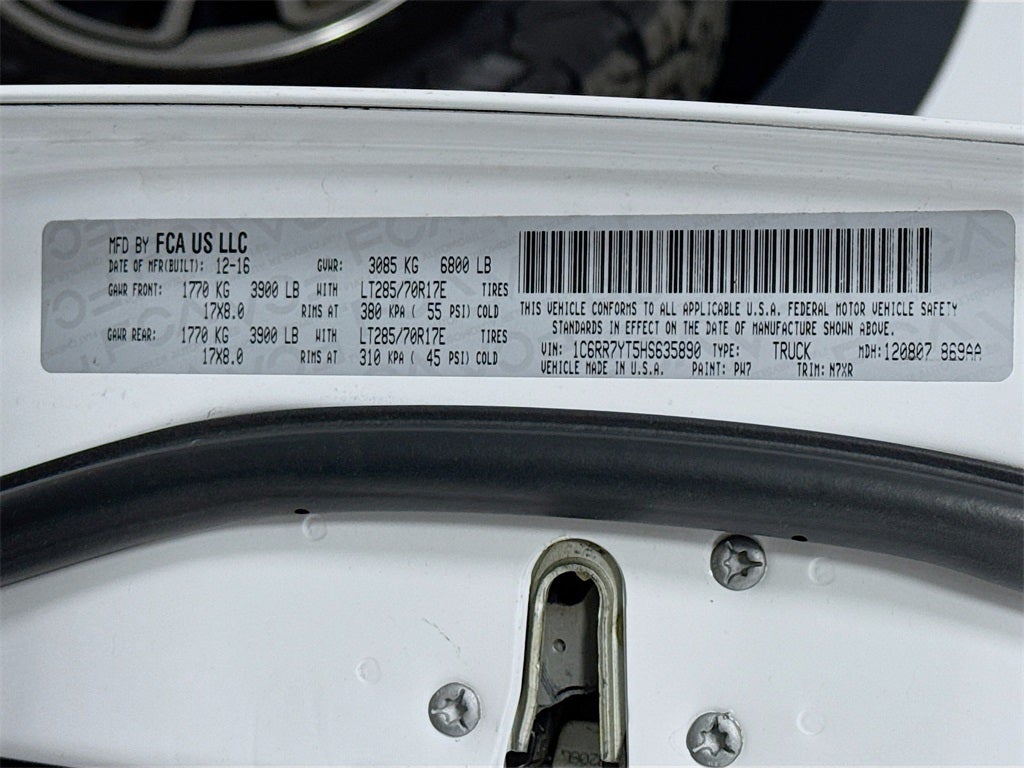 MFD BY FCA US LLC
DATE OF MFR(BUILT): 12-16 GVWR: 3085 KG 6800 LB
GAWR FRONT: 1770 KG 3900 LB WITH LT285/70R17E TIRES
17X8.0 RIMS AT 380 KPA ( 55 PSI) COLD
GAWR REAR: 1770 KG 3900 LB WITH LT285/70R17E TIRES
17X8.0 RIMS AT 310 KPA ( 45 PSI) COLD
THIS VEHICLE CONFORMS TO ALL APPLICABLE U.S.A. FEDERAL MOTOR VEHICLE SAFETY
STANDARDS IN EFFECT ON THE DATE OF MANUFACTURE SHOWN ABOVE.
VIN: 1C6RR7YT5HS635890 TYPE: TRUCK MDH: 120807 869AA
VEHICLE MADE IN U.S.A. PAINT: PW7 TRIM: N7XR